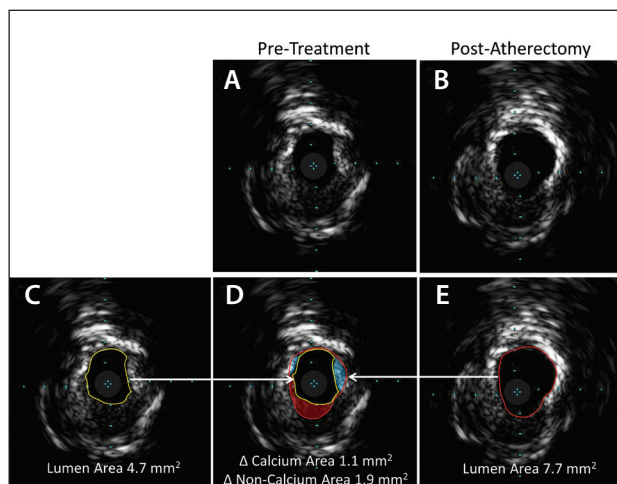 Pre-Treatment
Post-Atherectomy
A
B
C
D
E
Lumen Area 4.7 mm²
Δ Calcium Area 1.1 mm²
Δ Non-Calcium Area 1.9 mm²
Lumen Area 7.7 mm²